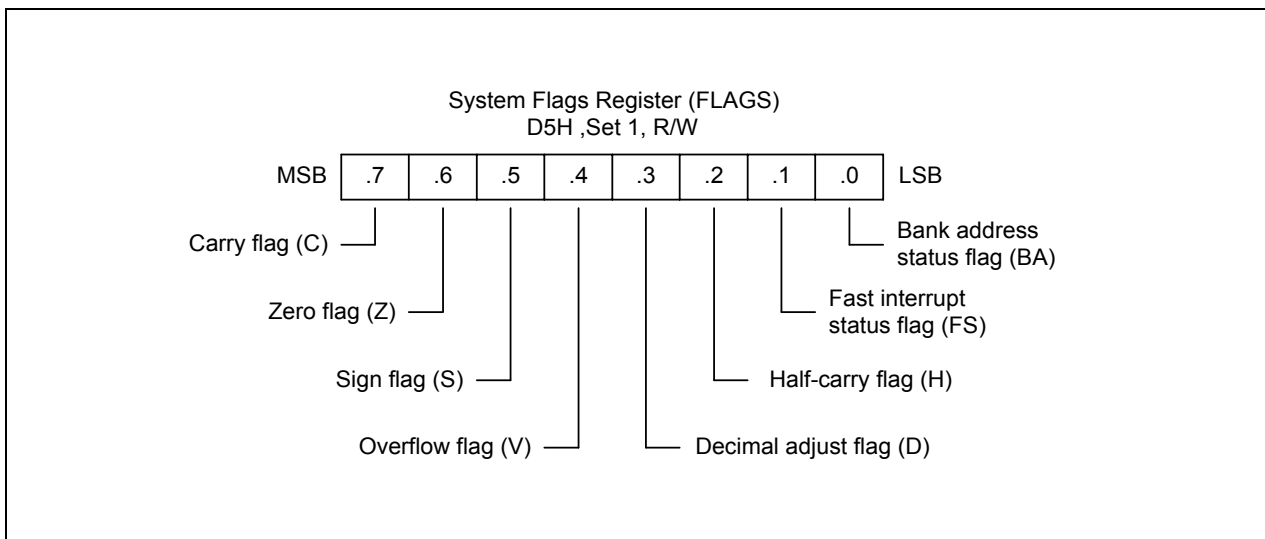 System Flags Register (FLAGS)
D5H ,Set 1, R/W
MSB .7 .6 .5 .4 .3 .2 .1 .0 LSB
Carry flag (C)
Bank address
status flag (BA)
Zero flag (Z)
Fast interrupt
status flag (FS)
Sign flag (S)
Half-carry flag (H)
Overflow flag (V)
Decimal adjust flag (D)